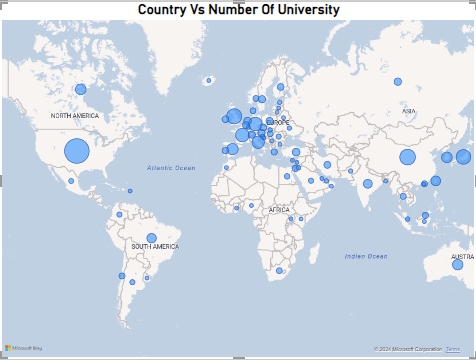 Country Vs Number Of University
NORTH AMERICA
EUROPE
ASIA
Atlantic Ocean
AFRICA
SOUTH AMERICA
Indian Ocean
AUSTRA
Microsoft Bing
© 2024 Microsoft Corporation Terms